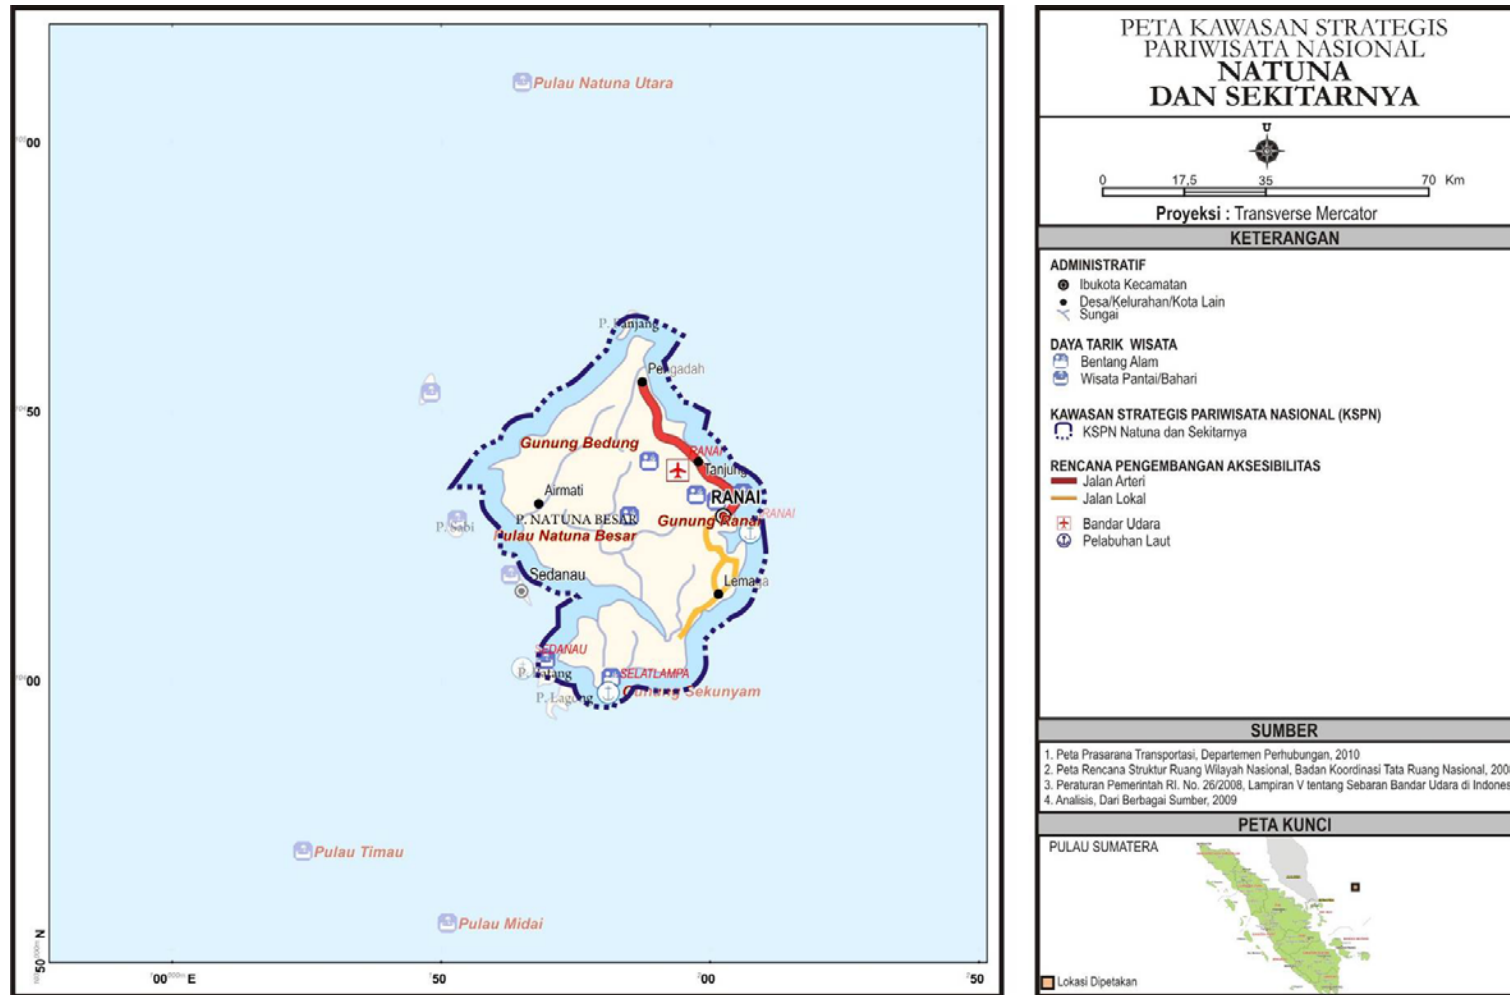 Pulau Natuna Utara
00
P. Panjang
Pengadah
50
Gunung Bedung
RANAI
Tanjung
Airmati
RANAI
P. NATUNA BESAR
Gunung Ranai
RANAI
P. Sabi
Pulau Natuna Besar
Sedanau
Lemaga
SEDANAU
P. Batang
SELATLAMPA
00
P. Lagong
Gunung Sekunyam
Pulau Timau
Pulau Midai
50
N
00
E
50
00
50
PETA KAWASAN STRATEGIS
PARIWISATA NASIONAL
NATUNA
DAN SEKITARNYA
U
0 17,5 35 70 Km
Proyeksi : Transverse Mercator
KETERANGAN
ADMINISTRATIF
Ibukota Kecamatan
Desa/Kelurahan/Kota Lain
Sungai
DAYA TARIK WISATA
Bentang Alam
Wisata Pantai/Bahari
KAWASAN STRATEGIS PARIWISATA NASIONAL (KSPN)
KSPN Natuna dan Sekitarnya
RENCANA PENGEMBANGAN AKSESIBILITAS
Jalan Arteri
Jalan Lokal
Bandar Udara
Pelabuhan Laut
SUMBER
1. Peta Prasarana Transportasi, Departemen Perhubungan, 2010
2. Peta Rencana Struktur Ruang Wilayah Nasional, Badan Koordinasi Tata Ruang Nasional, 200
3. Peraturan Pemerintah RI. No. 26/2008, Lampiran V tentang Sebaran Bandar Udara di Indones
4. Analisis, Dari Berbagai Sumber, 2009
PETA KUNCI
PULAU SUMATERA
Lokasi Dipetakan